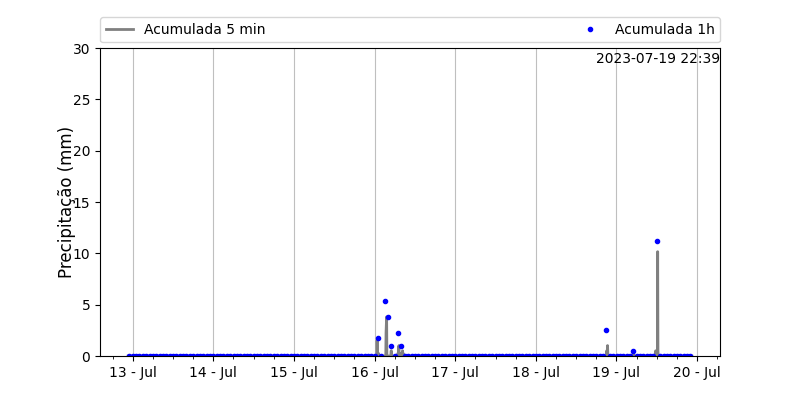 Acumulada 5 min
Acumulada 1h
2023-07-19 22:39
Precipitação (mm)
30
25
20
15
10
5
0
13 - Jul
14 - Jul
15 - Jul
16 - Jul
17 - Jul
18 - Jul
19 - Jul
20 - Jul